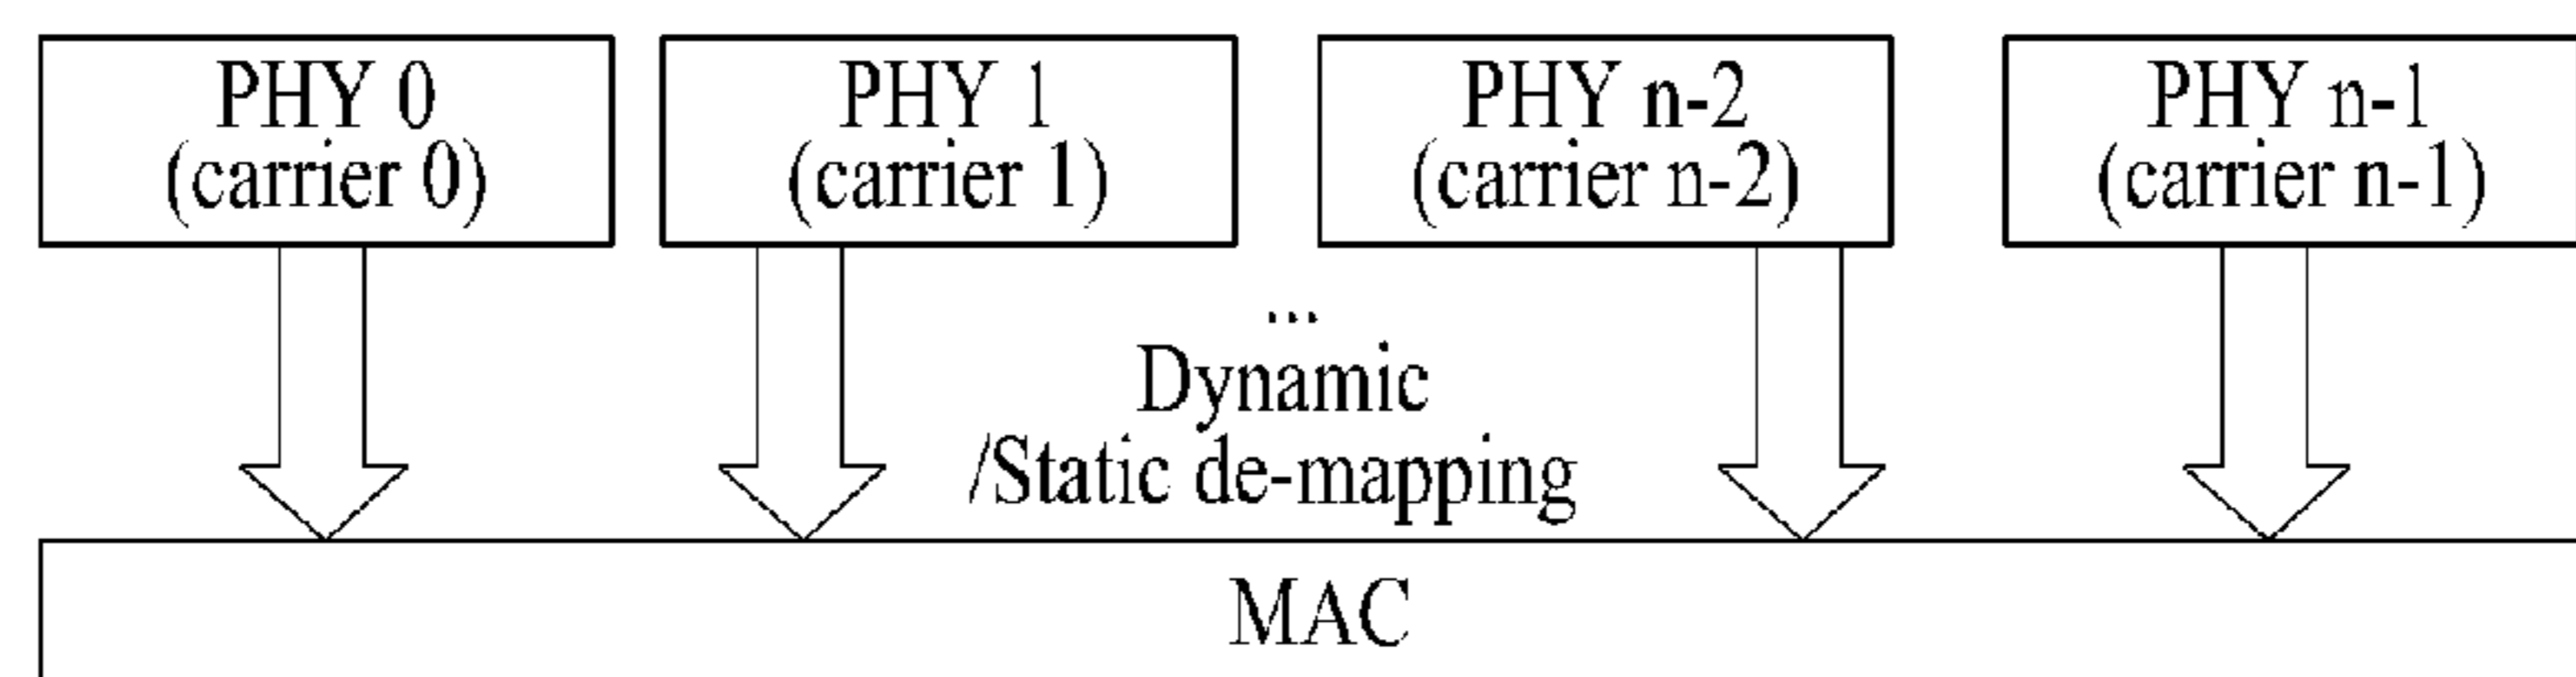 PHY 0
(carrier 0)
PHY 1
(carrier 1)
PHY n-2
(carrier n-2)
PHY n-1
(carrier n-1)
...
Dynamic
/Static de-mapping
MAC